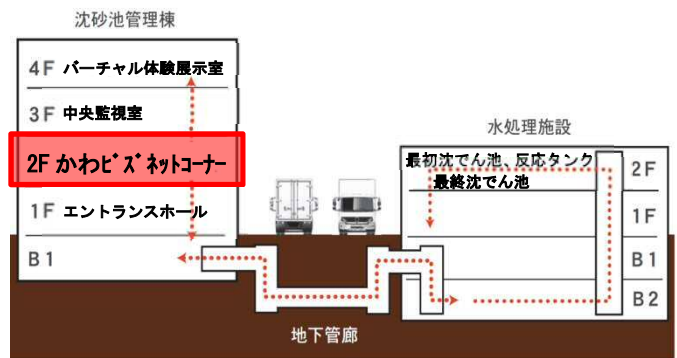 沈砂池管理棟
4F バーチャル体験展示室
3F 中央監視室
2F かわビズネットコーナー
1F エントランスホール
B1
水処理施設
最初沈でん池、反応タンク
最終沈でん池
2F
1F
B1
B2
地下管廊